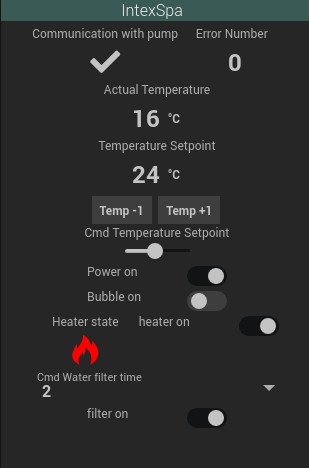 IntexSpa
Communication with pump Error Number
0
Actual Temperature
16 °C
Temperature Setpoint
24 °C
Temp -1 Temp +1
Cmd Temperature Setpoint
Power on
Bubble on
Heater state heater on
Cmd Water filter time
2
filter on